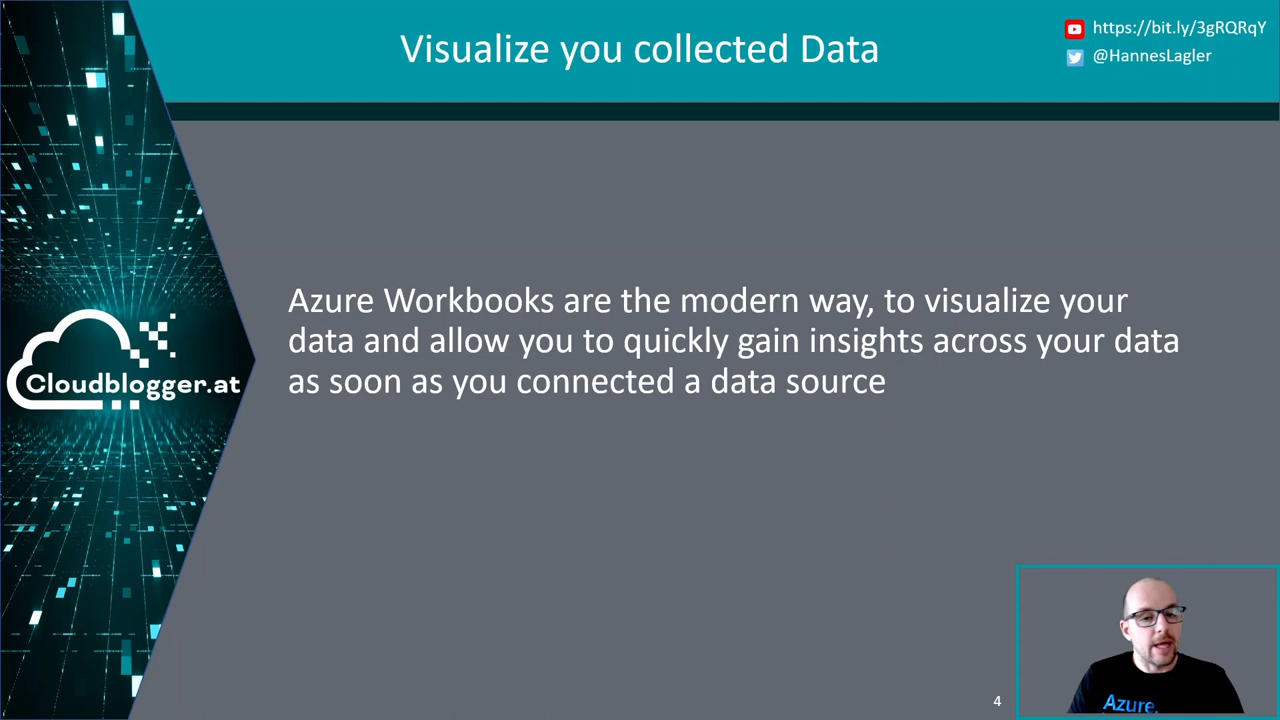 Visualize you collected Data
https://bit.ly/3gRQRqY
@HannesLagler
Azure Workbooks are the modern way, to visualize your
data and allow you to quickly gain insights across your data
as soon as you connected a data source
Cloudblogger.at
4
Azure.